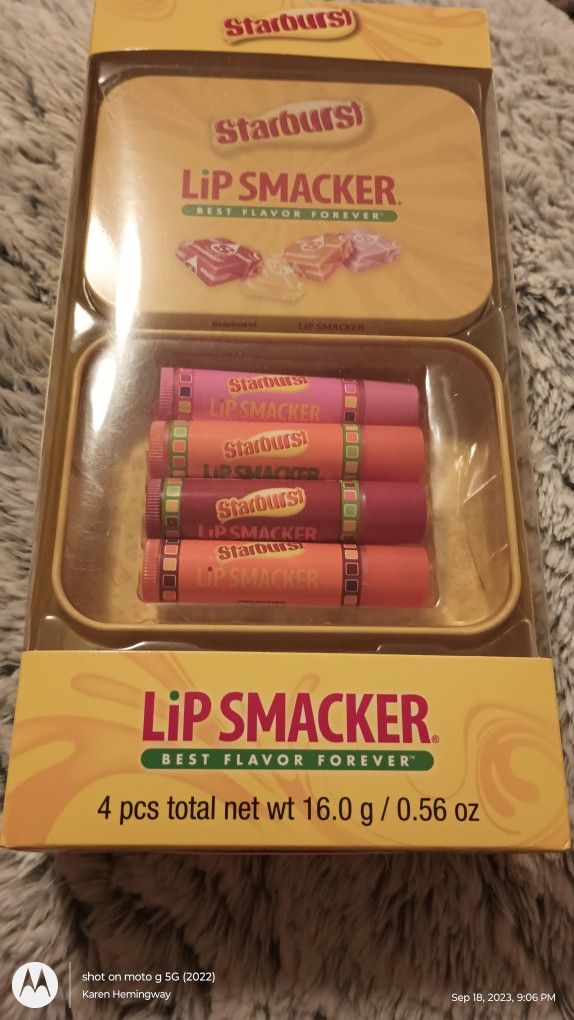 Starburst
Starburst
LiP SMACKER®
BEST FLAVOR FOREVER™
Starburst LiP SMACKER
Starburst
LiP SMACKER
Starburst
LiP SMACKER
Starburst
LiP SMACKER
Starburst
LiP SMACKER
LiP SMACKER®
BEST FLAVOR FOREVER™
4 pcs total net wt 16.0 g / 0.56 oz
shot on moto g 5G (2022)
Karen Hemingway
Sep 18, 2023, 9:06 PM